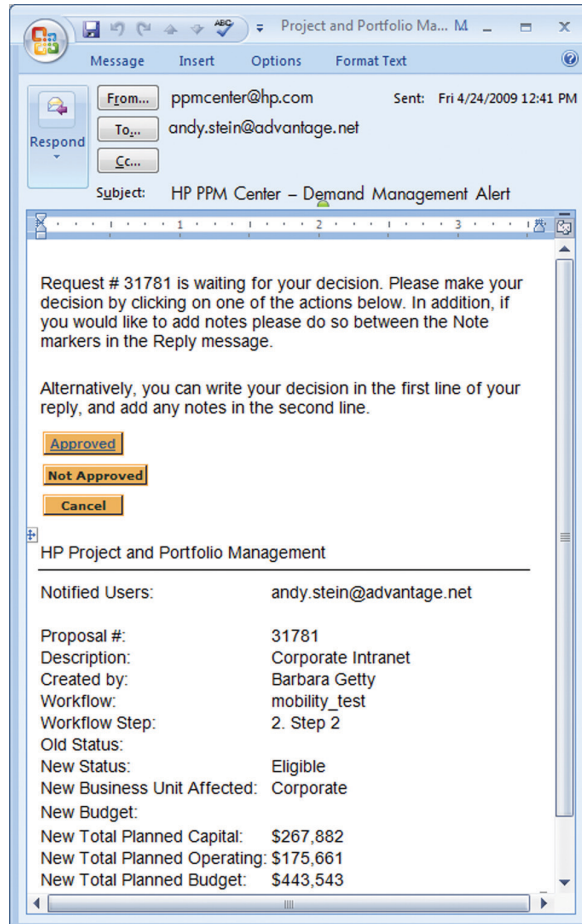 ABC
Project and Portfolio Ma... M
Message Insert Options Format Text
Respond
From... ppmcenter@hp.com Sent: Fri 4/24/2009 12:41 PM
To... andy.stein@advantage.net
Cc...
Subject: HP PPM Center – Demand Management Alert
1 2 3
Request # 31781 is waiting for your decision. Please make your
decision by clicking on one of the actions below. In addition, if
you would like to add notes please do so between the Note
markers in the Reply message.
Alternatively, you can write your decision in the first line of your
reply, and add any notes in the second line.
Approved
Not Approved
Cancel
HP Project and Portfolio Management
Notified Users: andy.stein@advantage.net
Proposal #: 31781
Description: Corporate Intranet
Created by: Barbara Getty
Workflow: mobility_test
Workflow Step: 2. Step 2
Old Status:
New Status: Eligible
New Business Unit Affected: Corporate
New Budget:
New Total Planned Capital: $267,882
New Total Planned Operating: $175,661
New Total Planned Budget: $443,543